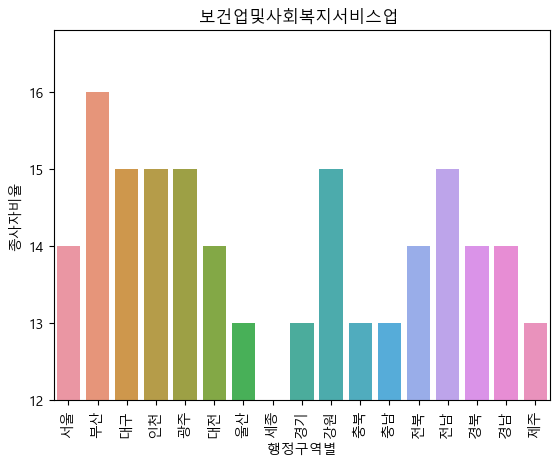 보건업및사회복지서비스업
종사자비율
16
15
14
13
12
서울 부산 대구 인천 광주 대전 울산 세종 경기 강원 충북 충남 전북 전남 경북 경남 제주
행정구역별